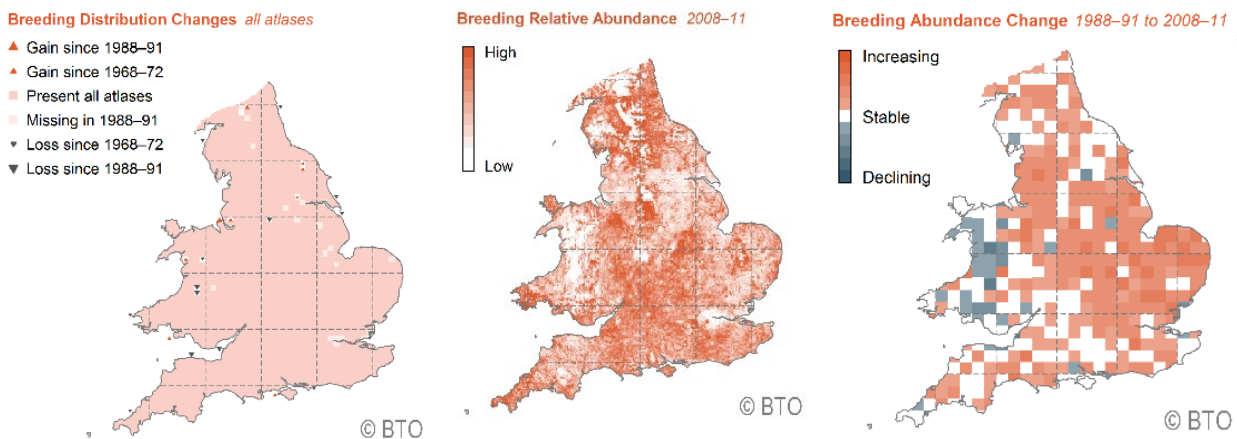 Breeding Distribution Changes all atlases
Gain since 1988–91
Gain since 1968–72
Present all atlases
Missing in 1988–91
Loss since 1968–72
Loss since 1988–91
© BTO
Breeding Relative Abundance 2008–11
High
Low
© BTO
Breeding Abundance Change 1988–91 to 2008–11
Increasing
Stable
Declining
© BTO